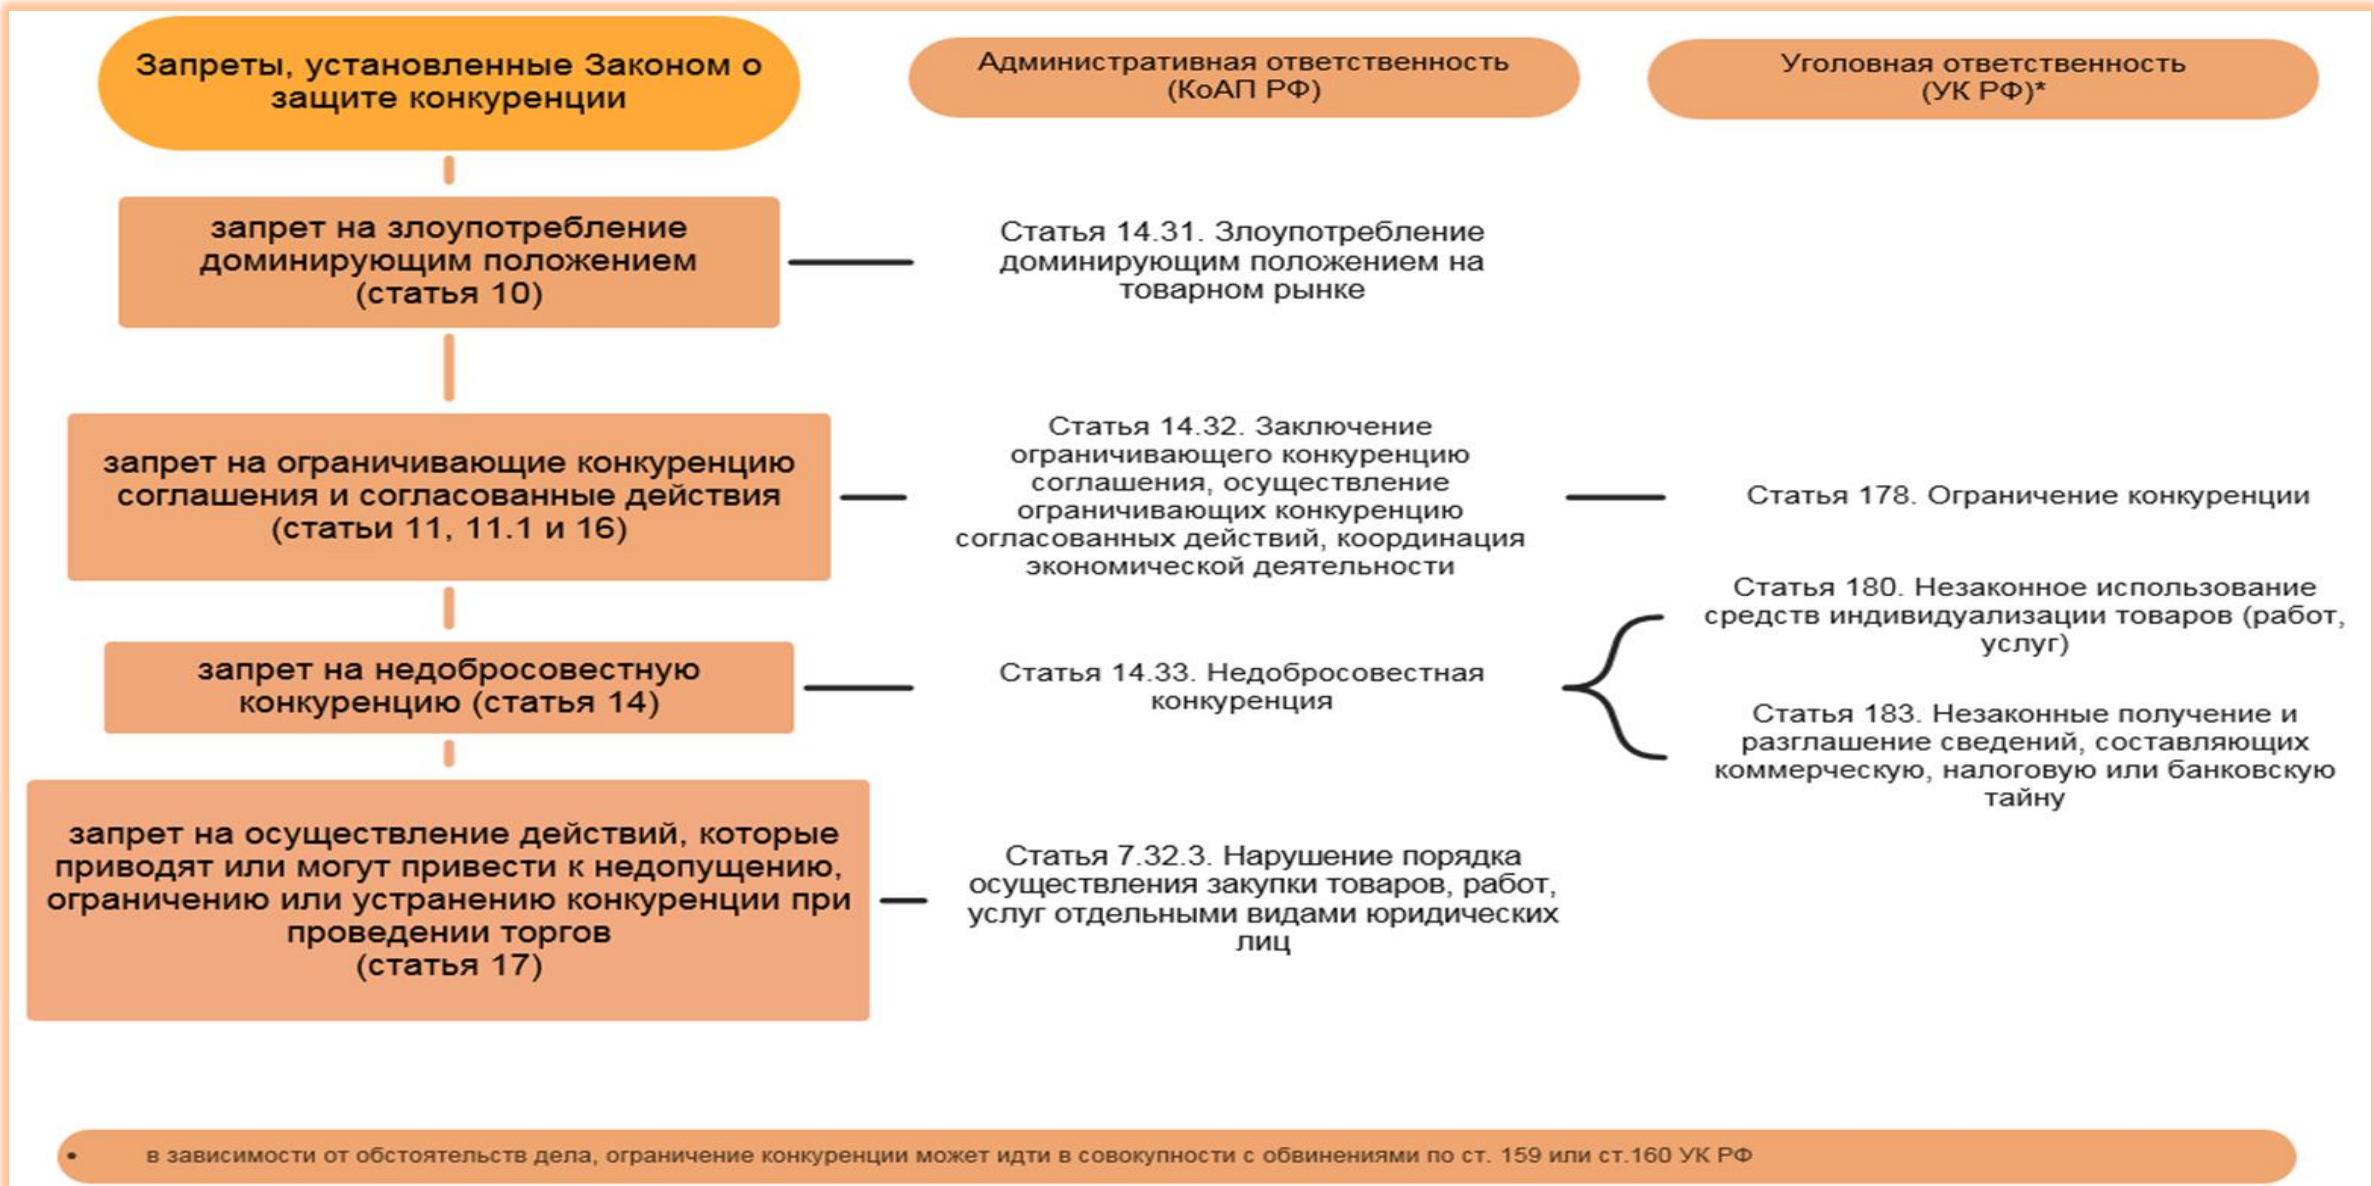 Запреты, установленные Законом о
защите конкуренции
Административная ответственность
(КоАП РФ)
Уголовная ответственность
(УК РФ)*
запрет на злоупотребление
доминирующим положением
(статья 10)
Статья 14.31. Злоупотребление
доминирующим положением на
товарном рынке
запрет на ограничивающие конкуренцию
соглашения и согласованные действия
(статьи 11, 11.1 и 16)
Статья 14.32. Заключение
ограничивающего конкуренцию
соглашения, осуществление
ограничивающих конкуренцию
согласованных действий, координация
экономической деятельности
Статья 178. Ограничение конкуренции
запрет на недобросовестную
конкуренцию (статья 14)
Статья 14.33. Недобросовестная
конкуренция
Статья 180. Незаконное использование
средств индивидуализации товаров (работ,
услуг)
Статья 183. Незаконные получение и
разглашение сведений, составляющих
коммерческую, налоговую или банковскую
тайну
запрет на осуществление действий, которые
приводят или могут привести к недопущению,
ограничению или устранению конкуренции при
проведении торгов
(статья 17)
Статья 7.32.3. Нарушение порядка
осуществления закупки товаров, работ,
услуг отдельными видами юридических
лиц
• в зависимости от обстоятельств дела, ограничение конкуренции может идти в совокупности с обвинениями по ст. 159 или ст.160 УК РФ